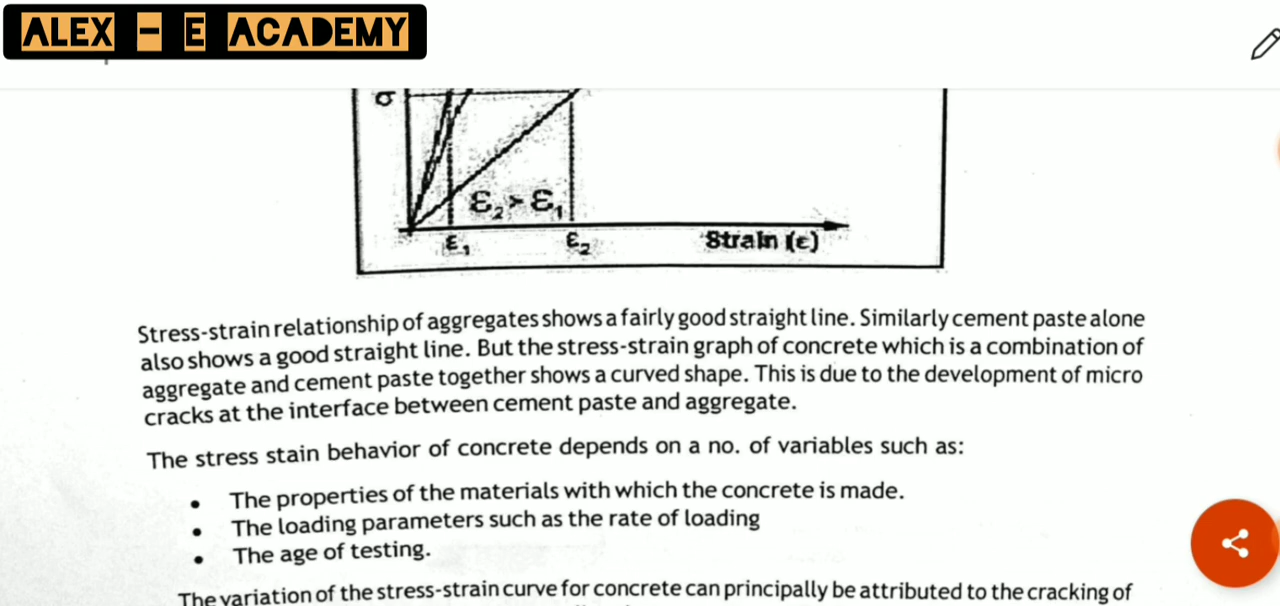 ALEX - E ACADEMY
σ
ε₂ > ε₁
ε₁ ε₂ Strain (ε)
Stress-strain relationship of aggregates shows a fairly good straight line. Similarly cement paste alone
also shows a good straight line. But the stress-strain graph of concrete which is a combination of
aggregate and cement paste together shows a curved shape. This is due to the development of micro
cracks at the interface between cement paste and aggregate.
The stress stain behavior of concrete depends on a no. of variables such as:
• The properties of the materials with which the concrete is made.
• The loading parameters such as the rate of loading
• The age of testing.
The variation of the stress-strain curve for concrete can principally be attributed to the cracking of